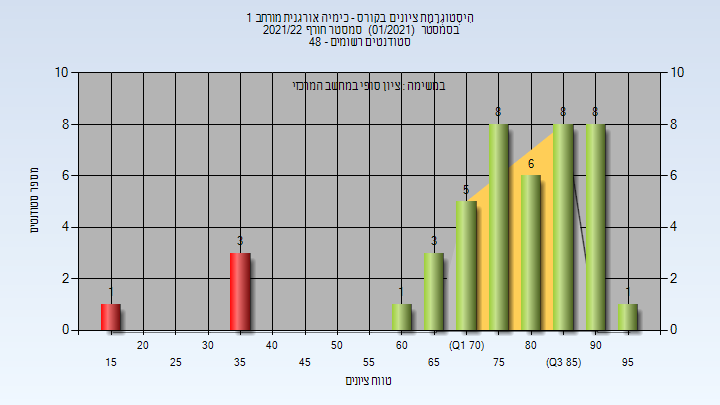 היסטוגרמת ציונים בקורס - כימיה אורגנית מורחב 1
בסמסטר (01/2021) סמסטר חורף 2021/22
סטודנטים רשומים - 48
במשימה : ציון סופי במחשב המרכזי
10 10
8 8
6 6
4 4
2 2
0 0
1 3 1 3 5 8 6 8 8 1
מספר סטודנטים
20 30 40 50 60 (Q1 70) 80 90
15 25 35 45 55 65 75 (Q3 85) 95
טווח ציונים